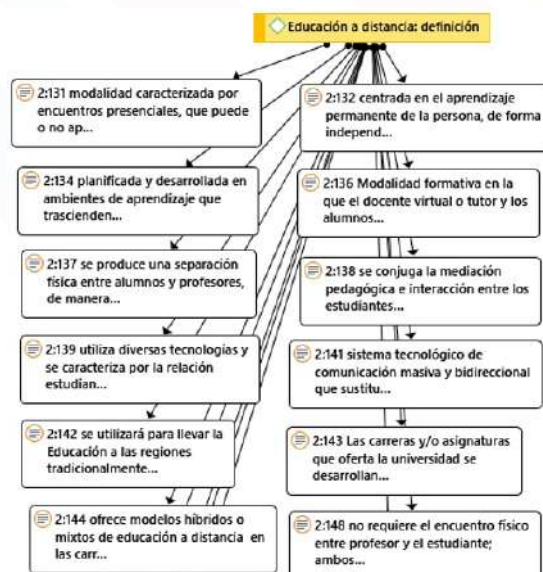 Educación a distancia: definición
2:131 modalidad caracterizada por
encuentros presenciales, que puede
o no ap...
2:132 centrada en el aprendizaje
permanente de la persona, de forma
independ...
2:134 planificada y desarrollada en
ambientes de aprendizaje que
trascienden...
2:136 Modalidad formativa en la
que el docente virtual o tutor y los
alumnos...
2:137 se produce una separación
física entre alumnos y profesores,
de manera...
2:138 se conjuga la mediación
pedagógica e interacción entre los
estudiantes...
2:139 utiliza diversas tecnologías y
se caracteriza por la relación
estudian...
2:141 sistema tecnológico de
comunicación masiva y bidireccional
que sustitu...
2:142 se utilizará para llevar la
Educación a las regiones
tradicionalmente...
2:143 Las carreras y/o asignaturas
que oferta la universidad se
desarrollan...
2:144 ofrece modelos híbridos o
mixtos de educación a distancia en
las carr...
2:148 no requiere el encuentro físico
entre profesor y el estudiante;
ambos...